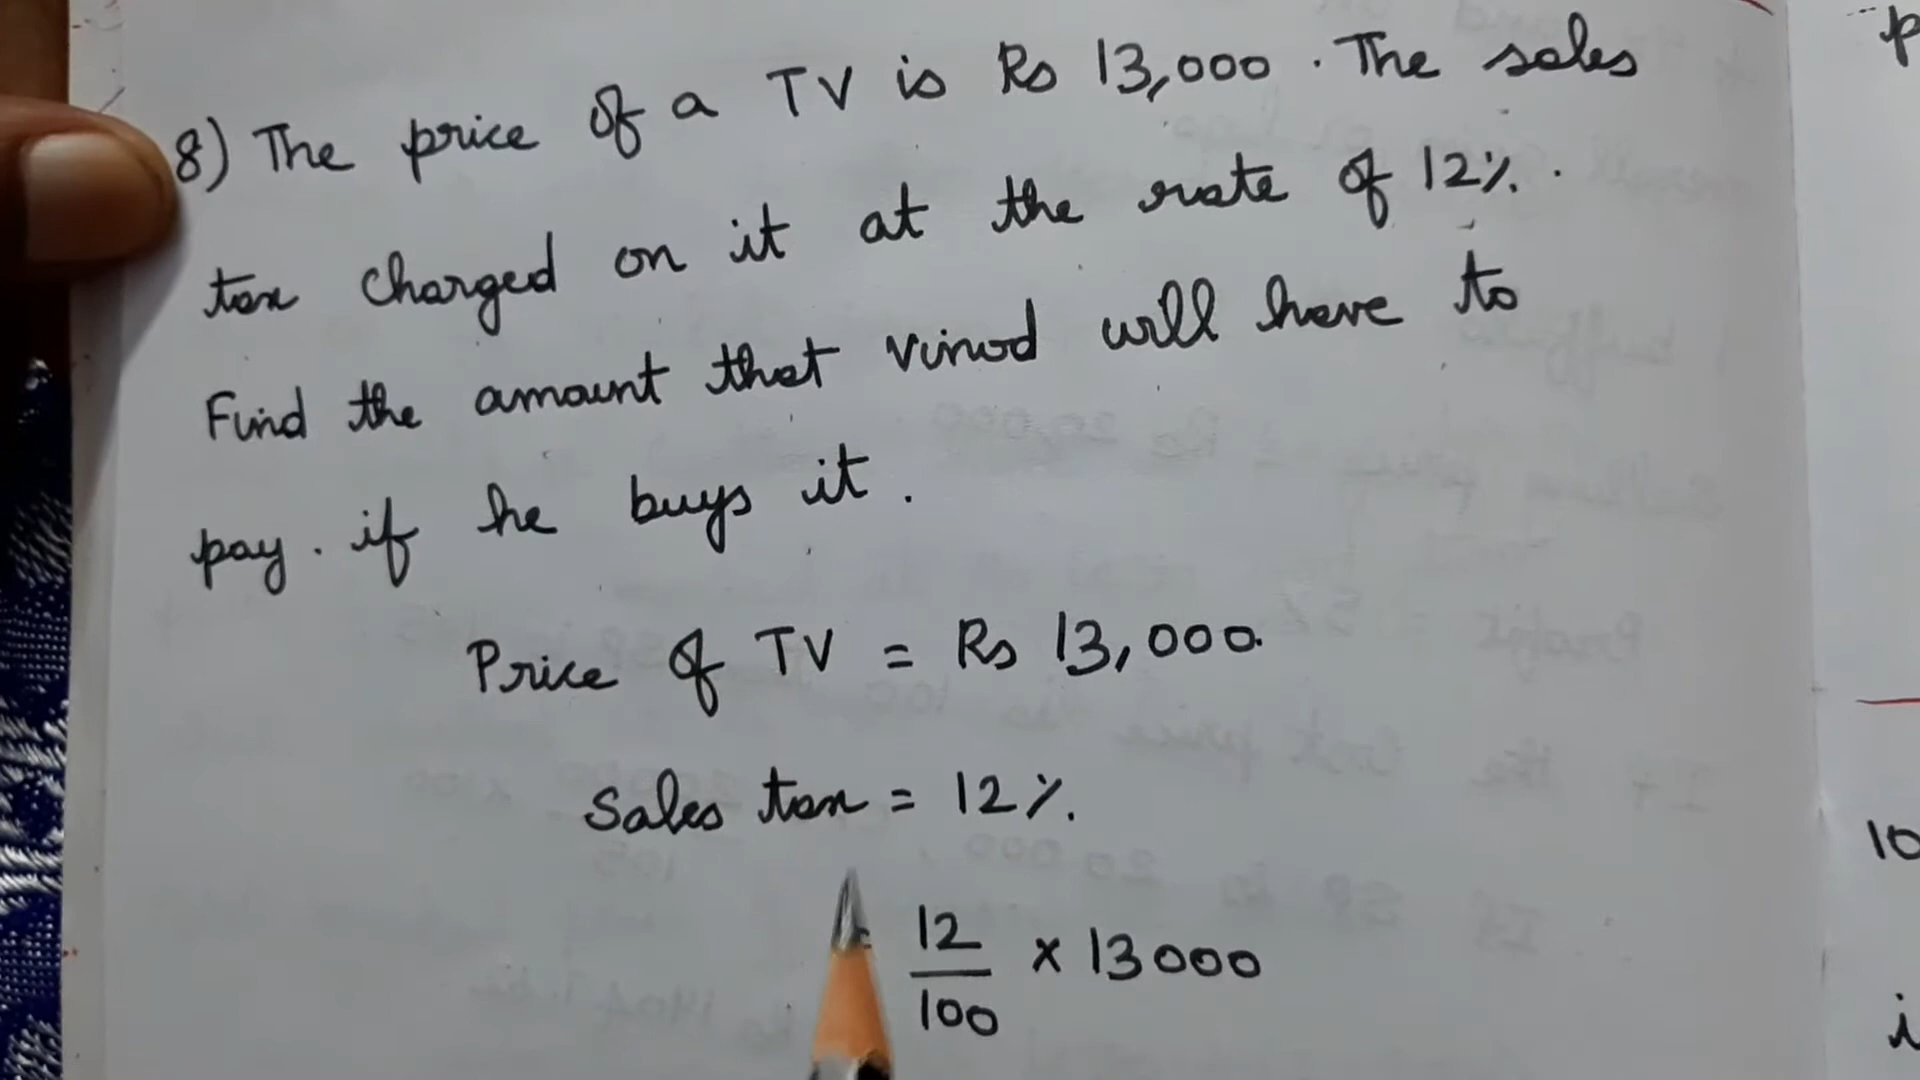 8) The price of a TV is Rs 13,000. The sales
tax charged on it at the rate of 12%.
Find the amount that vinod will have to
pay. if he buys it.
Price of TV = Rs 13,000.
Sales tax = 12%.
12/100 x 13000
p
10
i